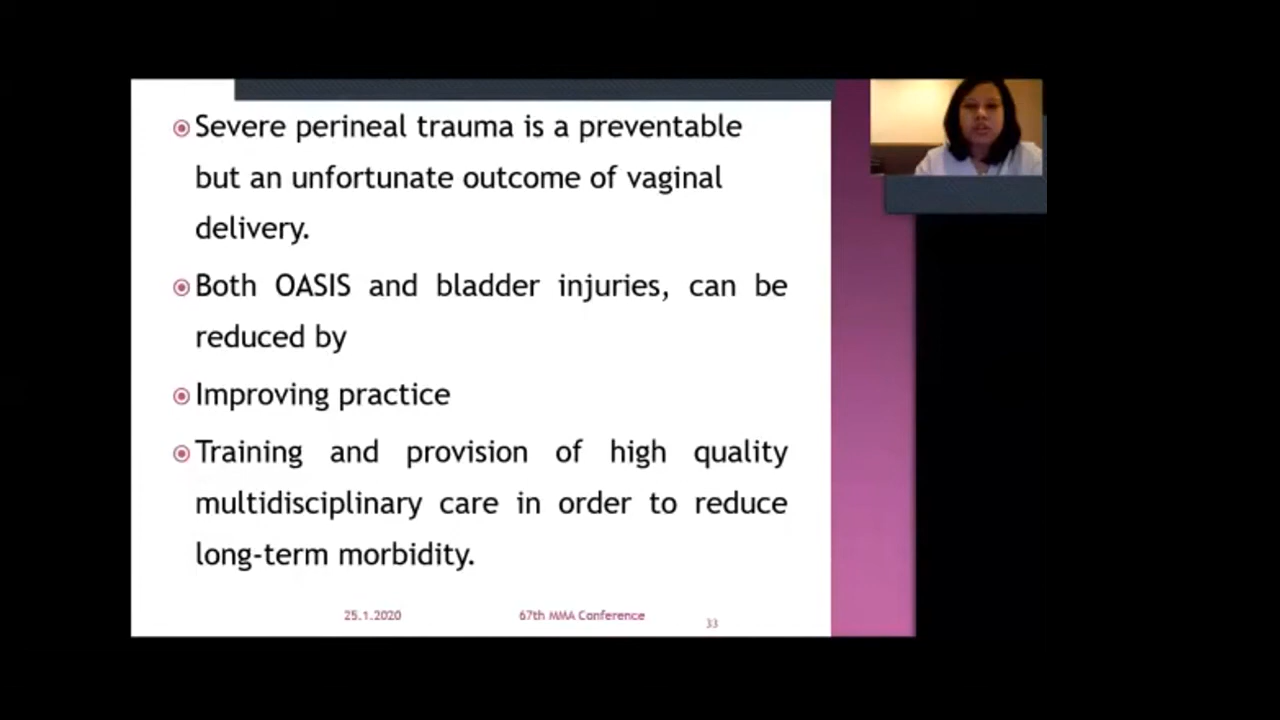 Severe perineal trauma is a preventable
but an unfortunate outcome of vaginal
delivery.
Both OASIS and bladder injuries, can be
reduced by
Improving practice
Training and provision of high quality
multidisciplinary care in order to reduce
long-term morbidity.
25.1.2020
67th MMA Conference
33